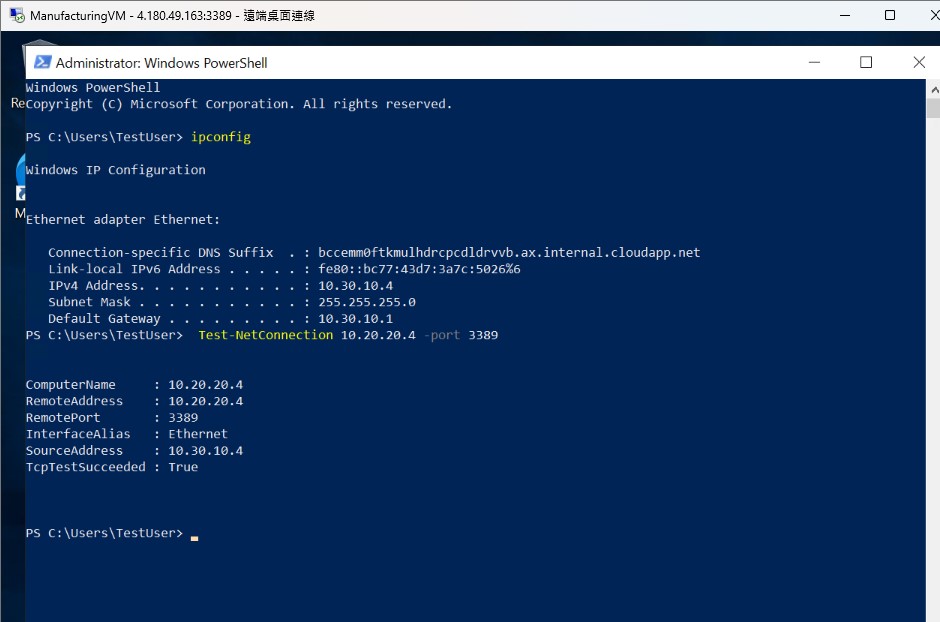 ManufacturingVM - 4.180.49.163:3389 - 遠端桌面連線
Administrator: Windows PowerShell
Windows PowerShell
Re
Copyright (C) Microsoft Corporation. All rights reserved.
PS C:\Users\TestUser> ipconfig
Windows IP Configuration
M
Ethernet adapter Ethernet:
Connection-specific DNS Suffix . : bccemm0ftkmulhdrcpcdldrvvb.ax.internal.cloudapp.net
Link-local IPv6 Address . . . . . : fe80::bc77:43d7:3a7c:5026%6
IPv4 Address. . . . . . . . . . . : 10.30.10.4
Subnet Mask . . . . . . . . . . . : 255.255.255.0
Default Gateway . . . . . . . . . : 10.30.10.1
PS C:\Users\TestUser> Test-NetConnection 10.20.20.4 -port 3389
ComputerName : 10.20.20.4
RemoteAddress : 10.20.20.4
RemotePort : 3389
InterfaceAlias : Ethernet
SourceAddress : 10.30.10.4
TcpTestSucceeded : True
PS C:\Users\TestUser>